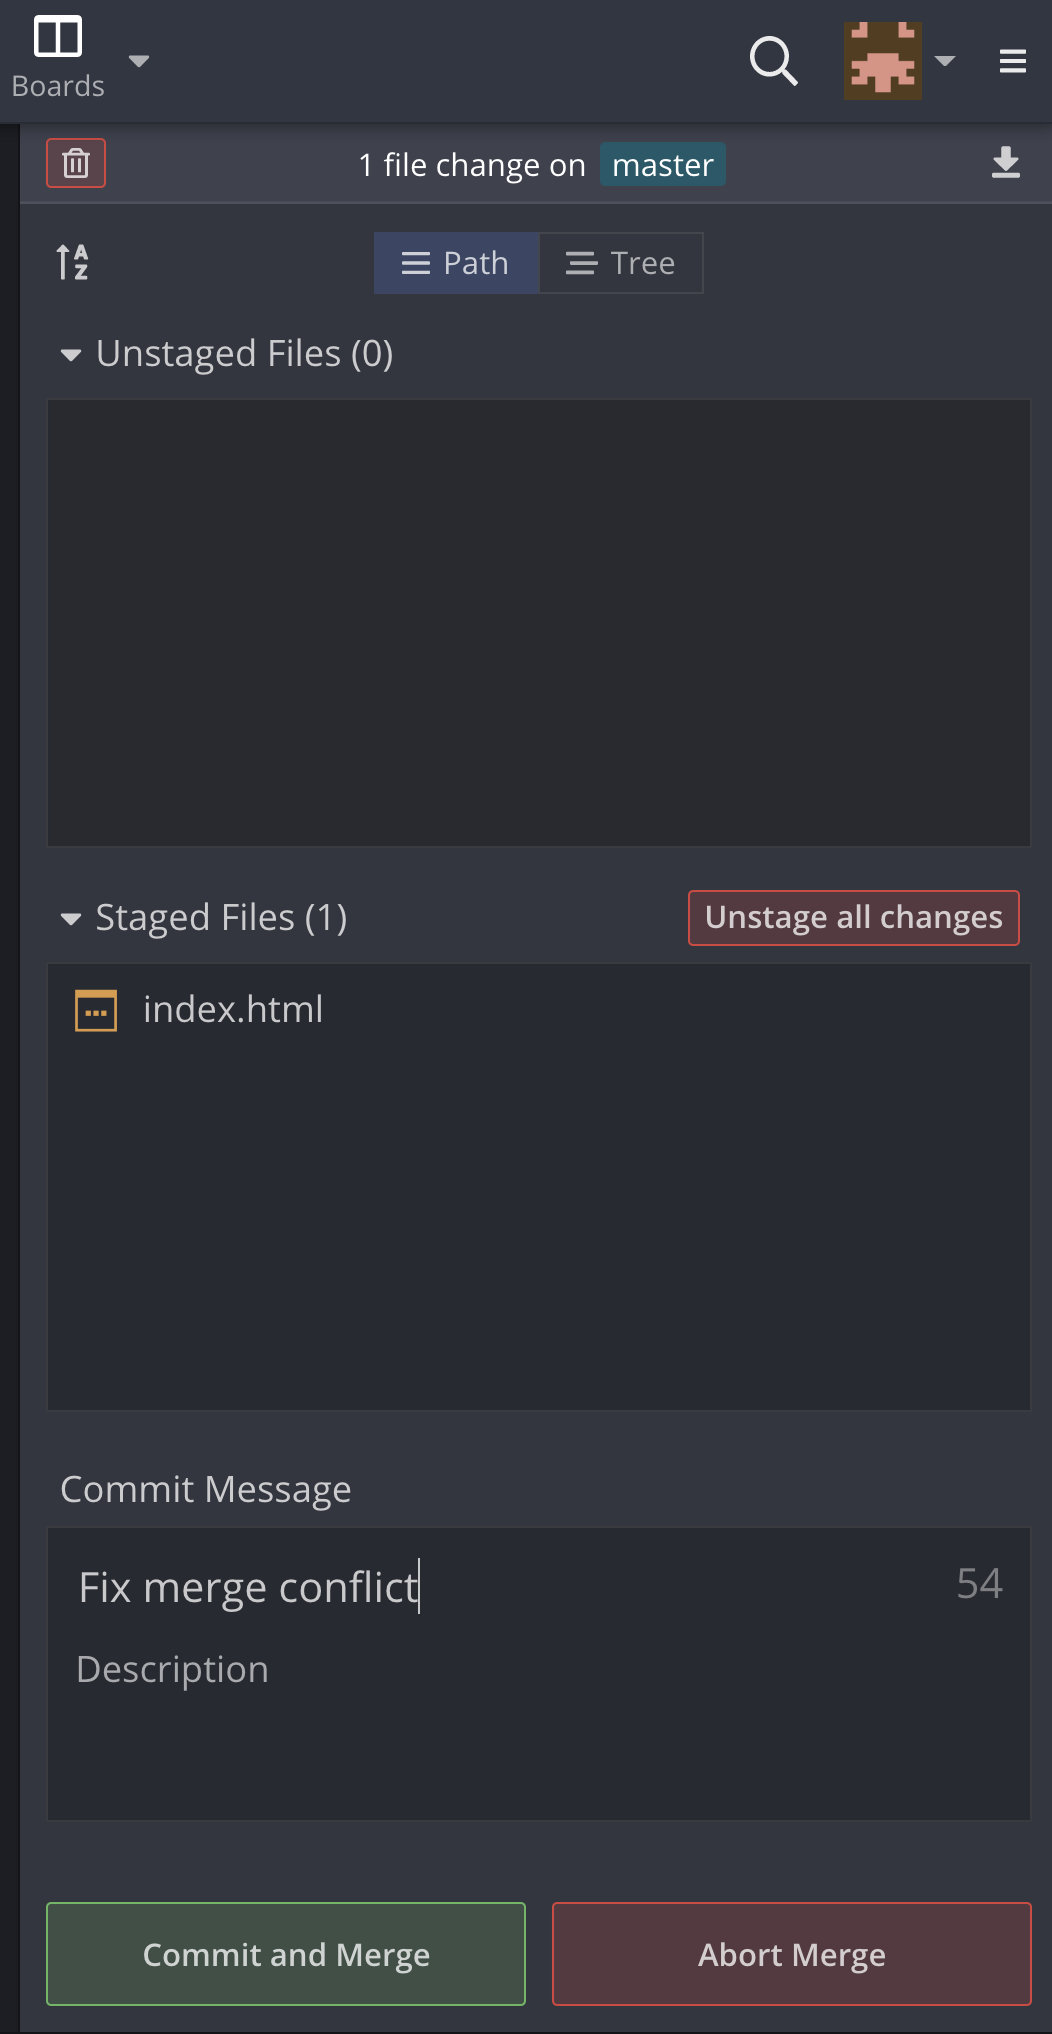 Boards
1 file change on master
A
Z
Path
Tree
Unstaged Files (0)
Staged Files (1)
Unstage all changes
index.html
Commit Message
Fix merge conflict
54
Description
Commit and Merge
Abort Merge